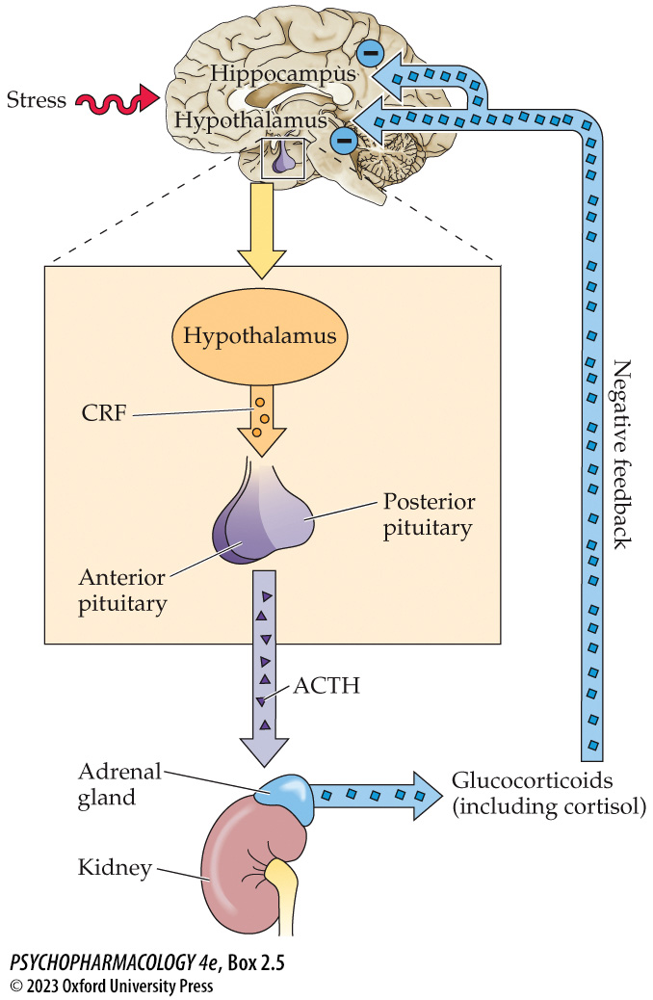 Hippocampus
Stress
Hypothalamus
Hypothalamus
CRF
Negative feedback
Posterior
pituitary
Anterior
pituitary
ACTH
Adrenal
gland
Glucocorticoids
(including cortisol)
Kidney
PSYCHOPHARMACOLOGY 4e, Box 2.5
© 2023 Oxford University Press